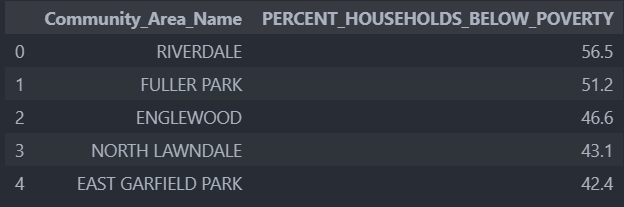 Community_Area_Name PERCENT_HOUSEHOLDS_BELOW_POVERTY
0 RIVERDALE 56.5
1 FULLER PARK 51.2
2 ENGLEWOOD 46.6
3 NORTH LAWNDALE 43.1
4 EAST GARFIELD PARK 42.4